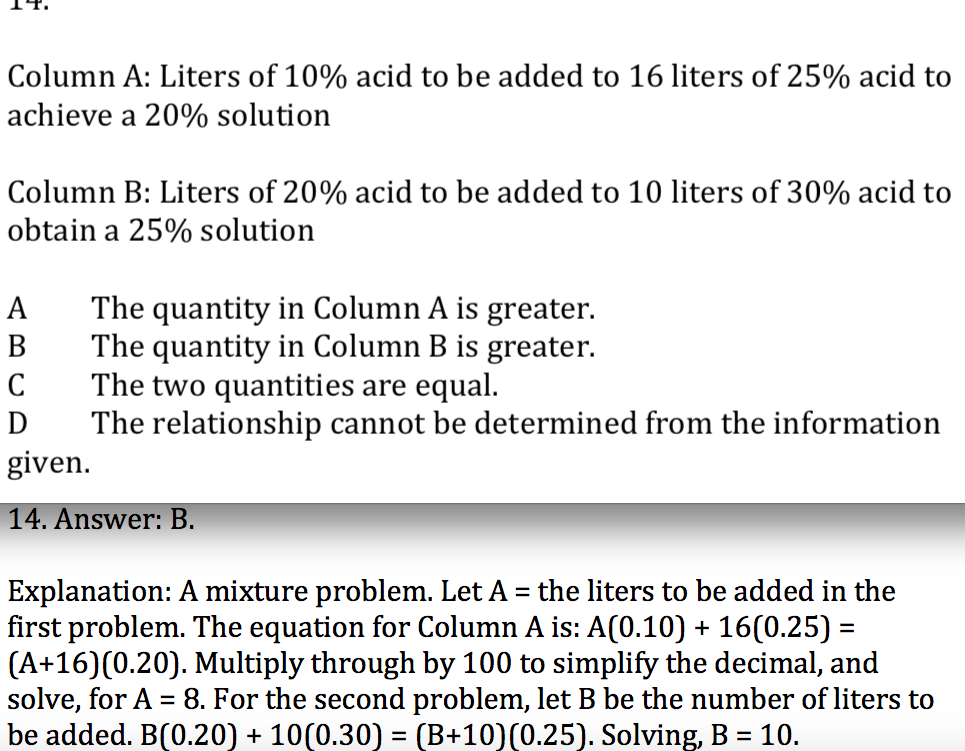 14.
Column A: Liters of 10% acid to be added to 16 liters of 25% acid to
achieve a 20% solution
Column B: Liters of 20% acid to be added to 10 liters of 30% acid to
obtain a 25% solution
A The quantity in Column A is greater.
B The quantity in Column B is greater.
C The two quantities are equal.
D The relationship cannot be determined from the information
given.
14. Answer: B.
Explanation: A mixture problem. Let A = the liters to be added in the
first problem. The equation for Column A is: A(0.10) + 16(0.25) =
(A+16)(0.20). Multiply through by 100 to simplify the decimal, and
solve, for A = 8. For the second problem, let B be the number of liters to
be added. B(0.20) + 10(0.30) = (B+10)(0.25). Solving, B = 10.